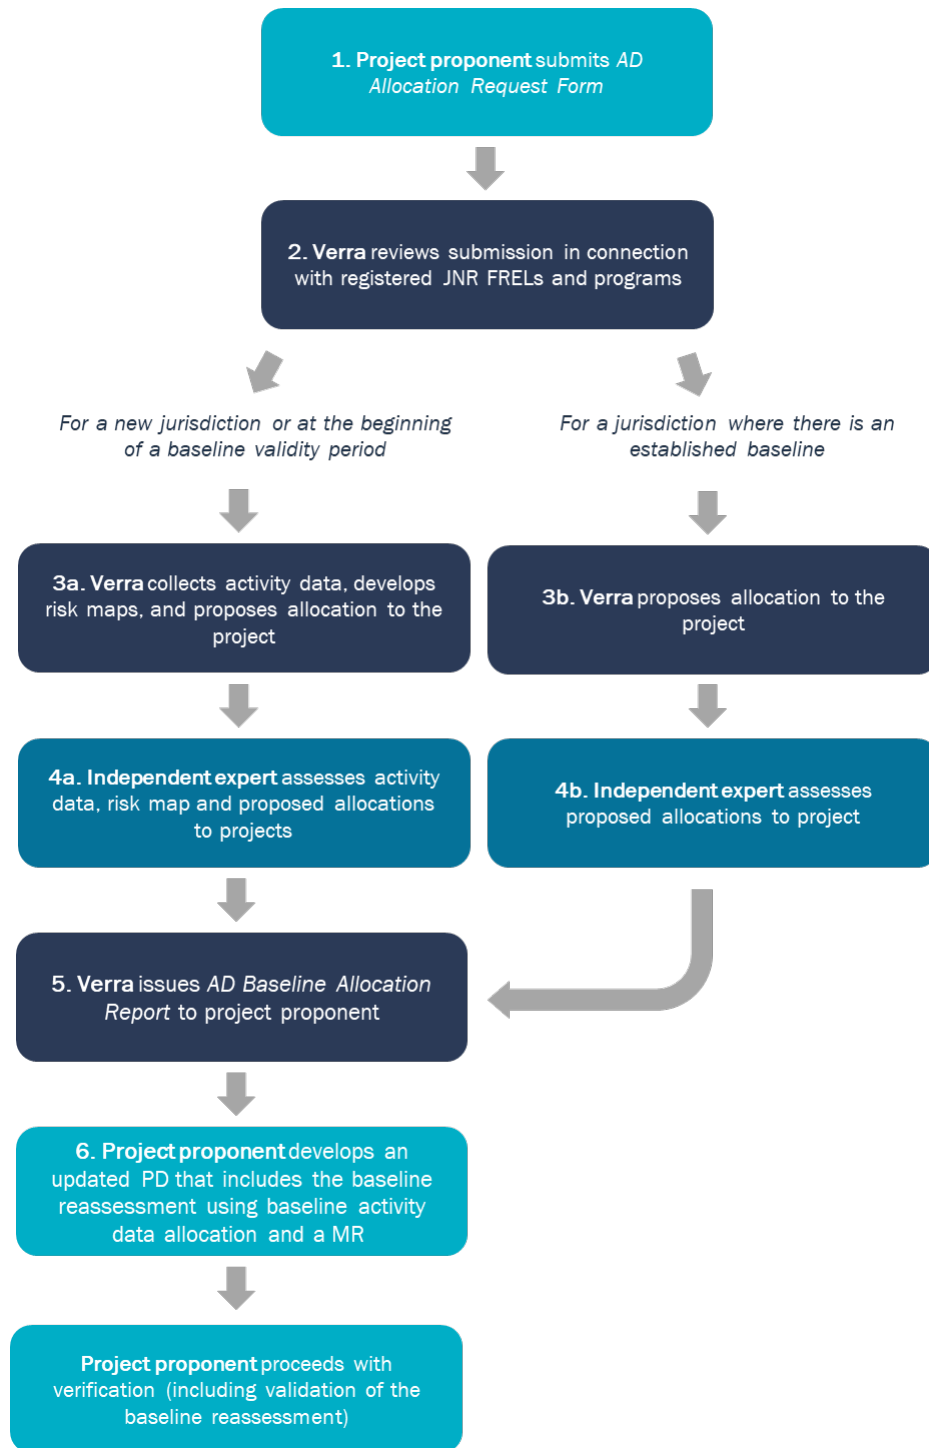 1. Project proponent submits AD
Allocation Request Form
2. Verra reviews submission in connection
with registered JNR FRELs and programs
For a new jurisdiction or at the beginning
of a baseline validity period
For a jurisdiction where there is an
established baseline
3a. Verra collects activity data, develops
risk maps, and proposes allocation to the
project
3b. Verra proposes allocation to the
project
4a. Independent expert assesses activity
data, risk map and proposed allocations
to projects
4b. Independent expert assesses
proposed allocations to project
5. Verra issues AD Baseline Allocation
Report to project proponent
6. Project proponent develops an
updated PD that includes the baseline
reassessment using baseline activity
data allocation and a MR
Project proponent proceeds with
verification (including validation of the
baseline reassessment)